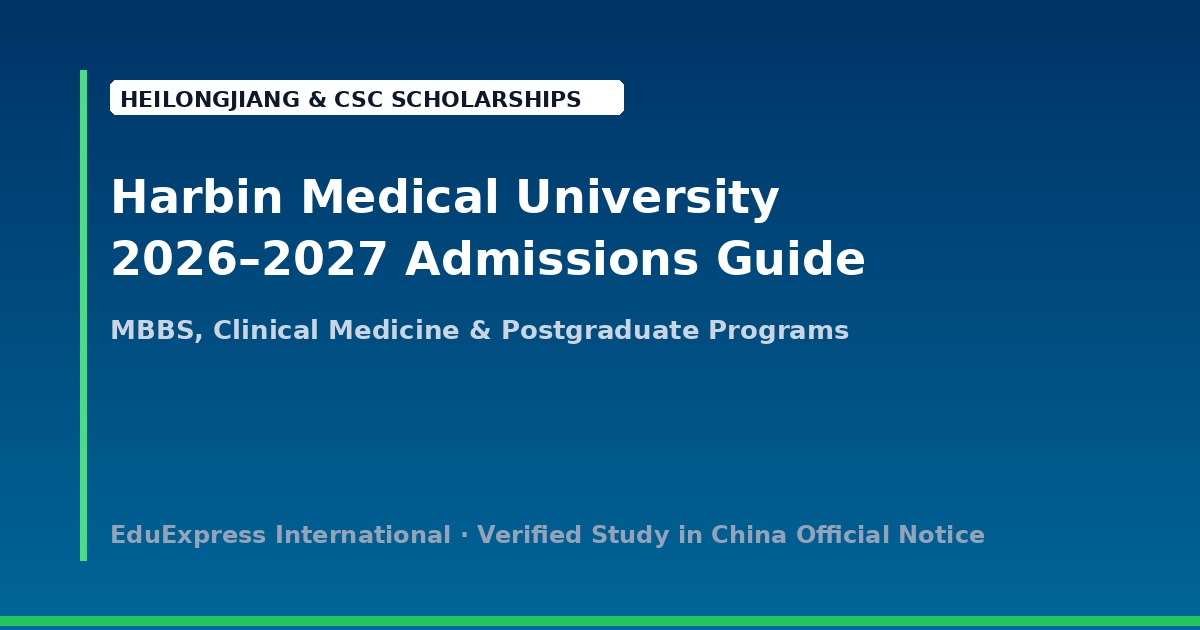 HEILONGJIANG & CSC SCHOLARSHIPS
Harbin Medical University
2026–2027 Admissions Guide
MBBS, Clinical Medicine & Postgraduate Programs
EduExpress International · Verified Study in China Official Notice